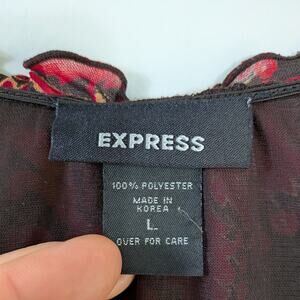 EXPRESS
100% POLYESTER
MADE IN
KOREA
L
OVER FOR CARE